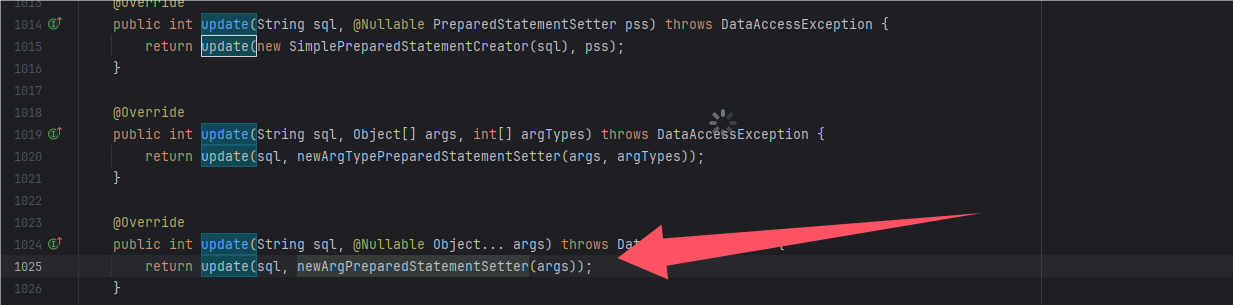 1013 @Override
1014 public int update(String sql, @Nullable PreparedStatementSetter pss) throws DataAccessException {
1015 return update(new SimplePreparedStatementCreator(sql), pss);
1016 }
1017
1018 @Override
1019 public int update(String sql, Object[] args, int[] argTypes) throws DataAccessException {
1020 return update(sql, newArgTypePreparedStatementSetter(args, argTypes));
1021 }
1022
1023 @Override
1024 public int update(String sql, @Nullable Object... args) throws {
1025 return update(sql, newArgPreparedStatementSetter(args));
1026 }